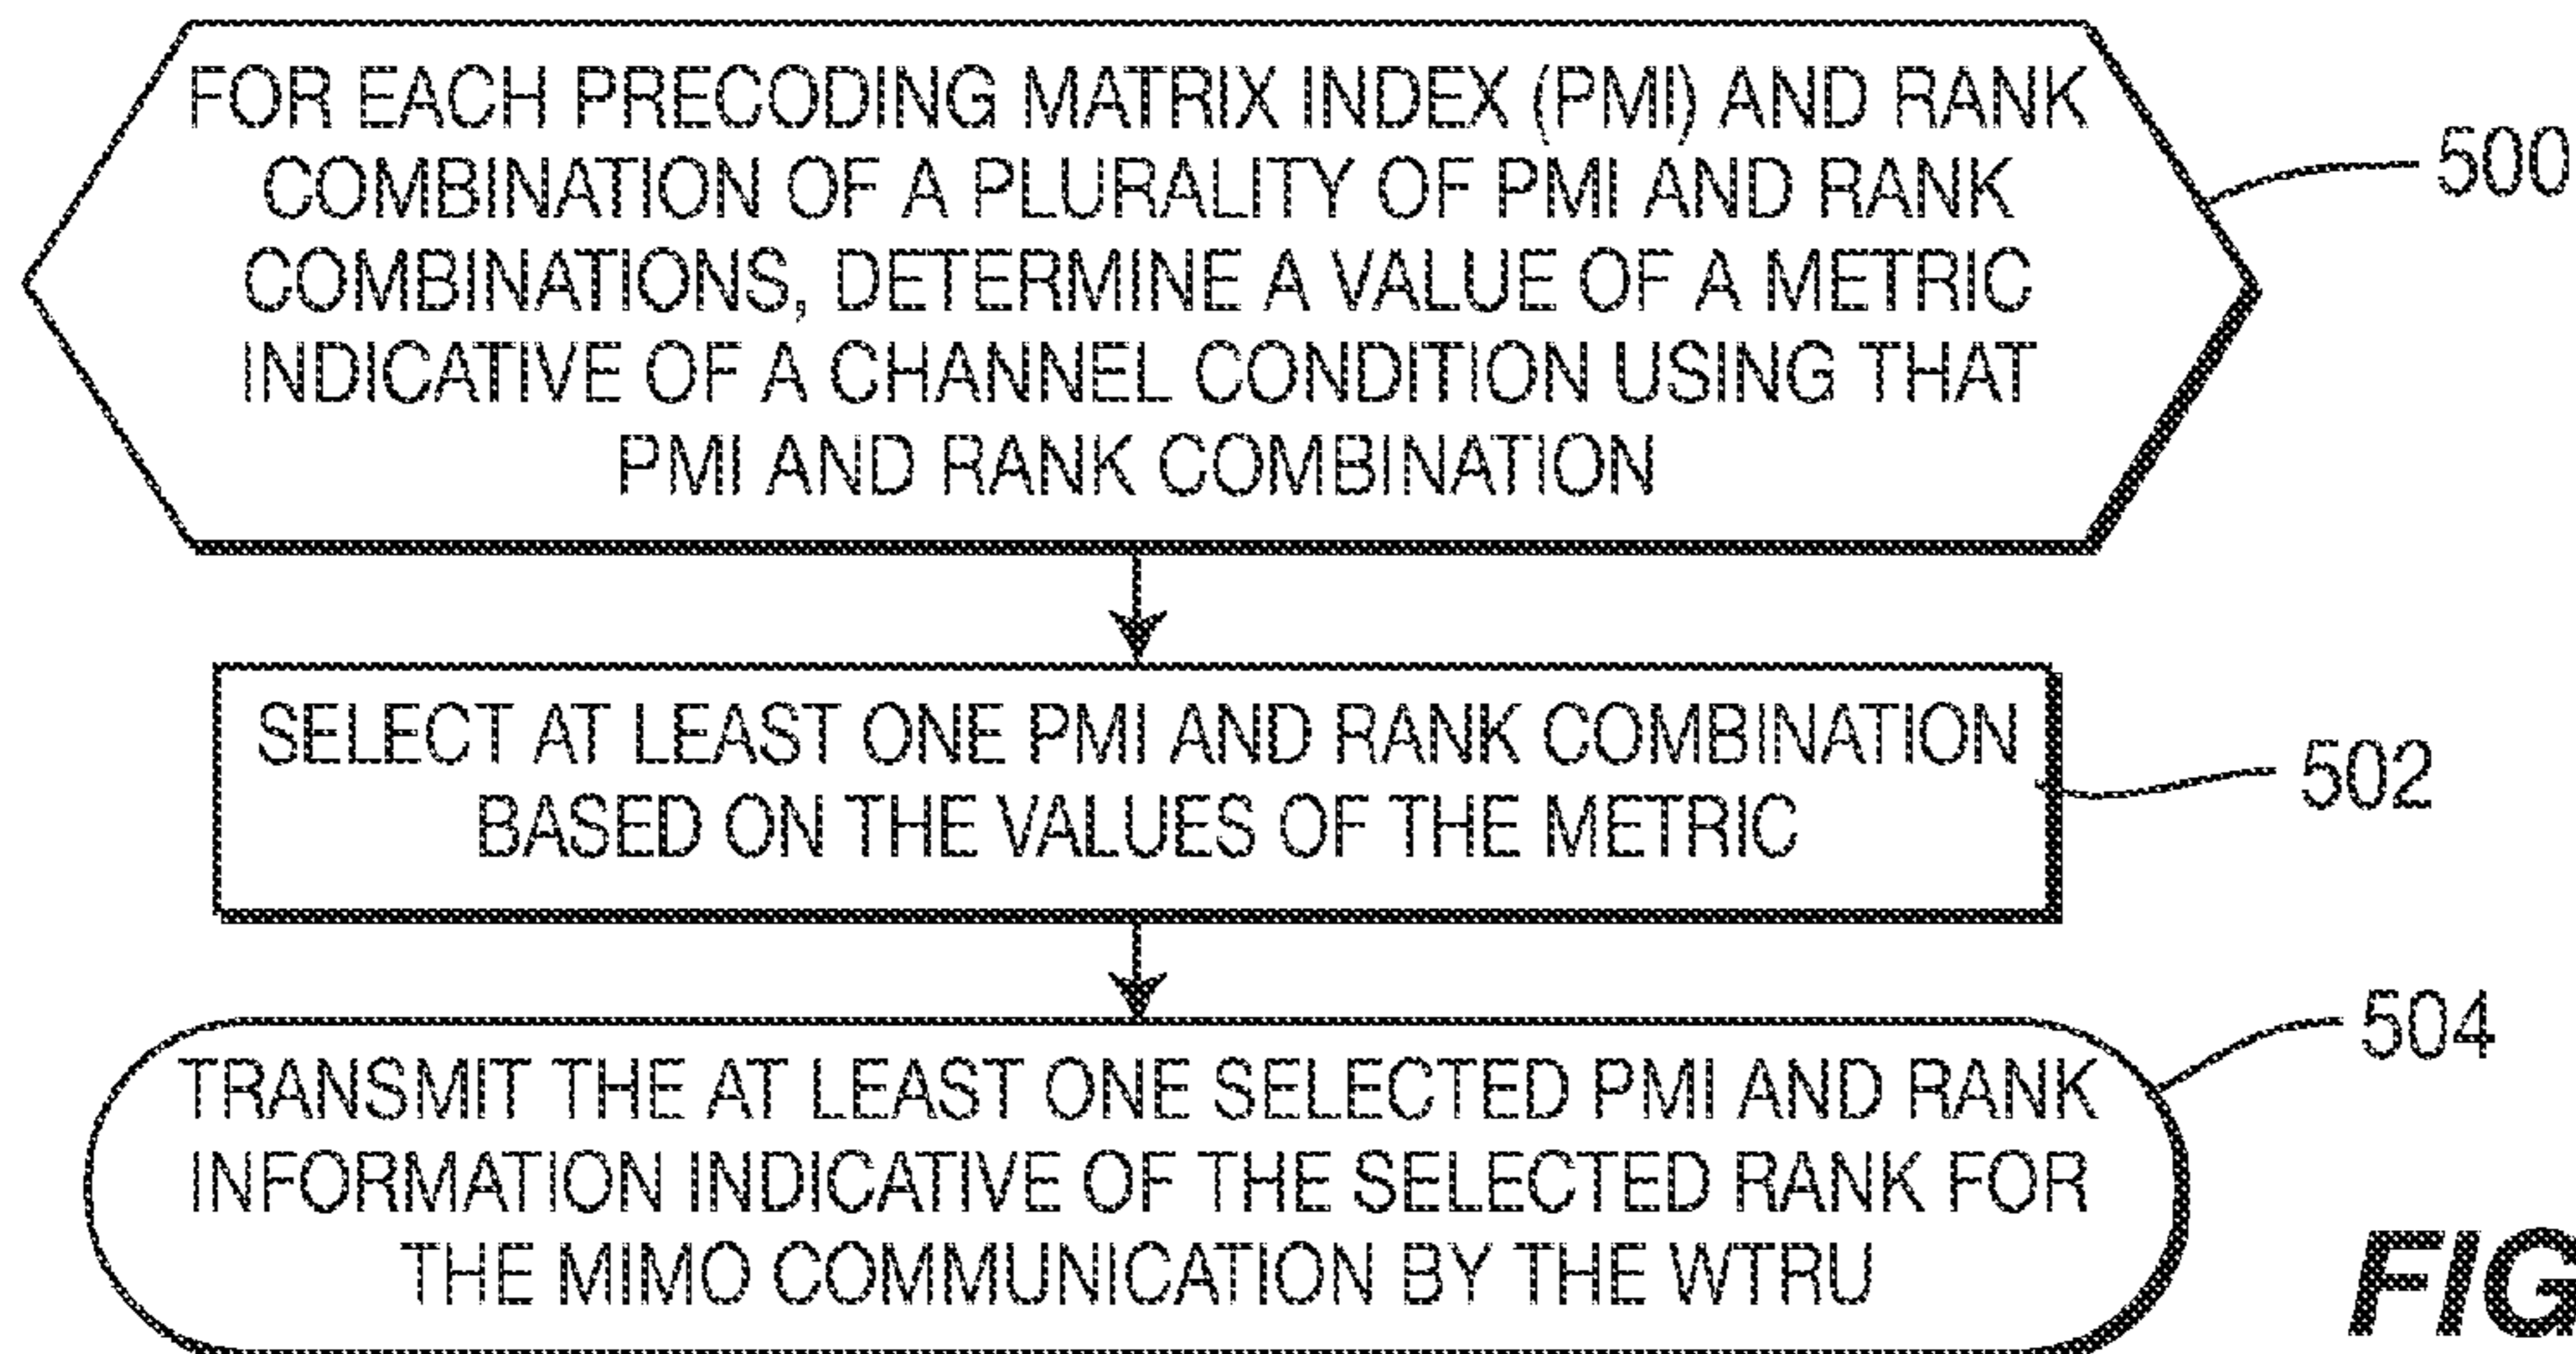 FOR EACH PRECODING MATRIX INDEX (PMI) AND RANK
COMBINATION OF A PLURALITY OF PMI AND RANK
COMBINATIONS, DETERMINE A VALUE OF A METRIC
INDICATIVE OF A CHANNEL CONDITION USING THAT
PMI AND RANK COMBINATION
500
SELECT AT LEAST ONE PMI AND RANK COMBINATION
BASED ON THE VALUES OF THE METRIC
502
504
TRANSMIT THE AT LEAST ONE SELECTED PMI AND RANK
INFORMATION INDICATIVE OF THE SELECTED RANK FOR
THE MIMO COMMUNICATION BY THE WTRU
FIG